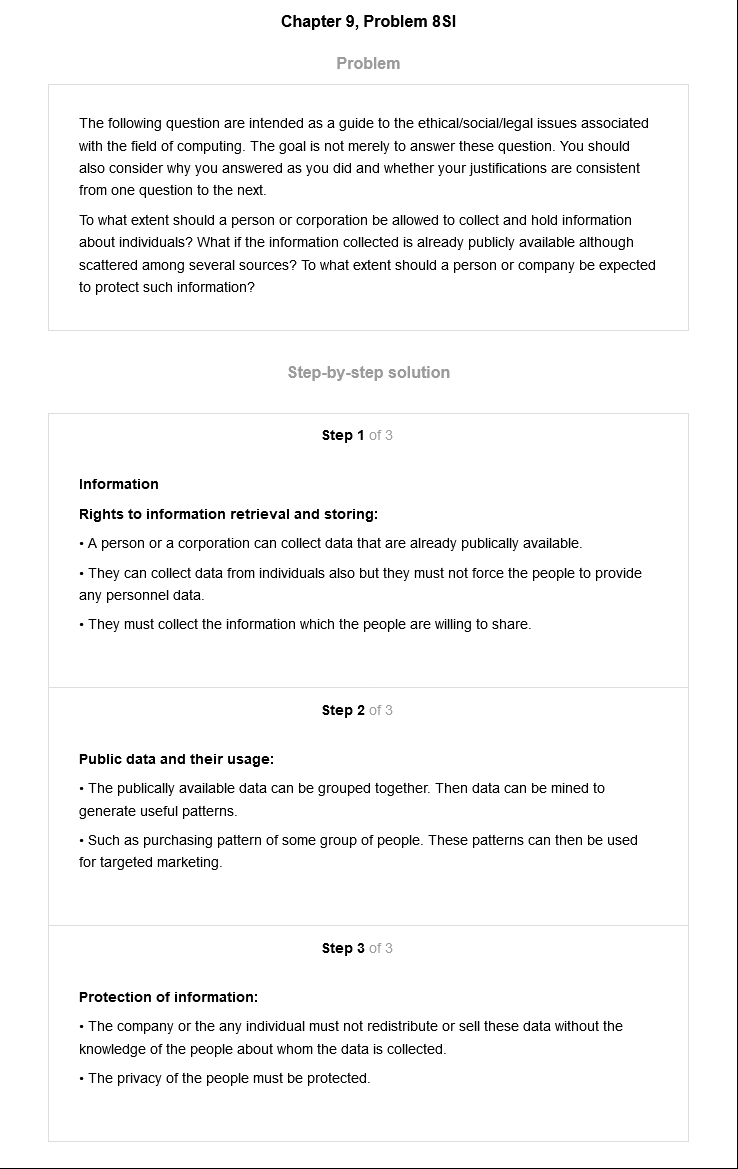 Chapter 9, Problem 8SI
Problem
The following question are intended as a guide to the ethical/social/legal issues associated
with the field of computing. The goal is not merely to answer these question. You should
also consider why you answered as you did and whether your justifications are consistent
from one question to the next.
To what extent should a person or corporation be allowed to collect and hold information
about individuals? What if the information collected is already publicly available although
scattered among several sources? To what extent should a person or company be expected
to protect such information?
Step-by-step solution
Step 1 of 3
Information
Rights to information retrieval and storing:
• A person or a corporation can collect data that are already publically available.
• They can collect data from individuals also but they must not force the people to provide
any personnel data.
• They must collect the information which the people are willing to share.
Step 2 of 3
Public data and their usage:
• The publically available data can be grouped together. Then data can be mined to
generate useful patterns.
• Such as purchasing pattern of some group of people. These patterns can then be used
for targeted marketing.
Step 3 of 3
Protection of information:
• The company or the any individual must not redistribute or sell these data without the
knowledge of the people about whom the data is collected.
• The privacy of the people must be protected.